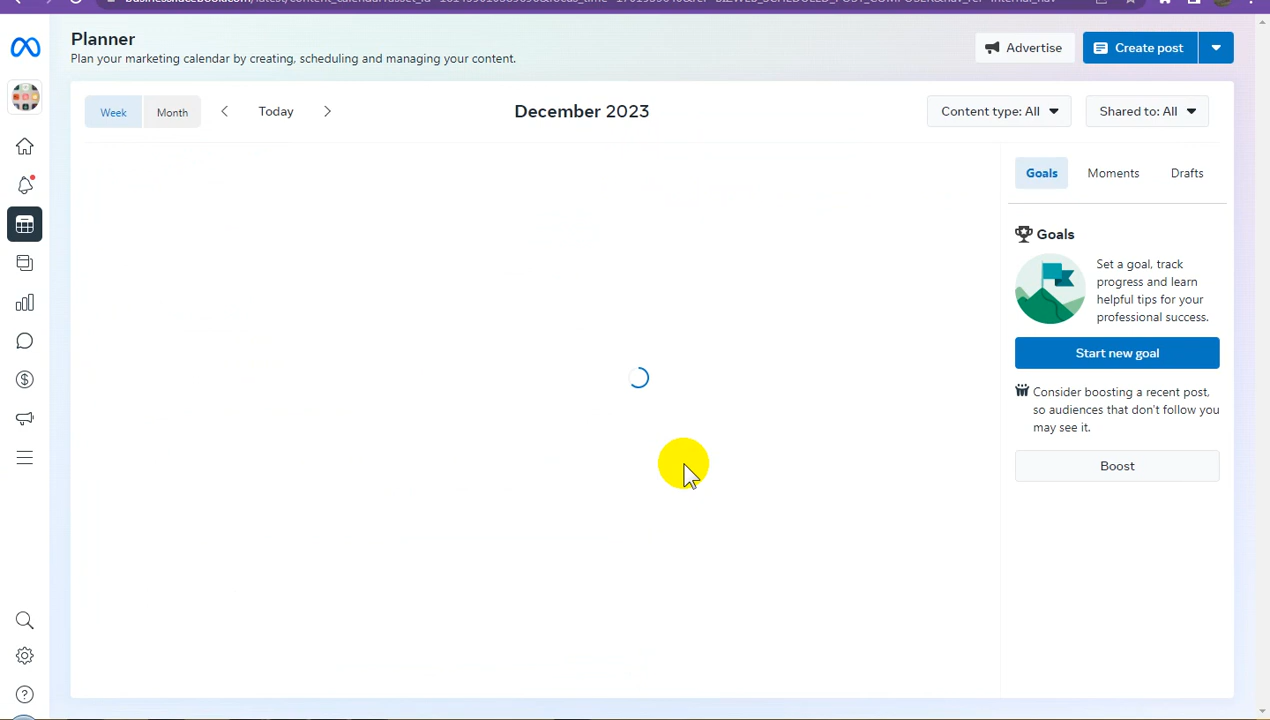 Planner
Plan your marketing calendar by creating, scheduling and managing your content.
Advertise
Create post
Week
Month
Today
December 2023
Content type: All
Shared to: All
Goals
Moments
Drafts
Goals
Set a goal, track
progress and learn
helpful tips for your
professional success.
Start new goal
Consider boosting a recent post,
so audiences that don't follow you
may see it.
Boost